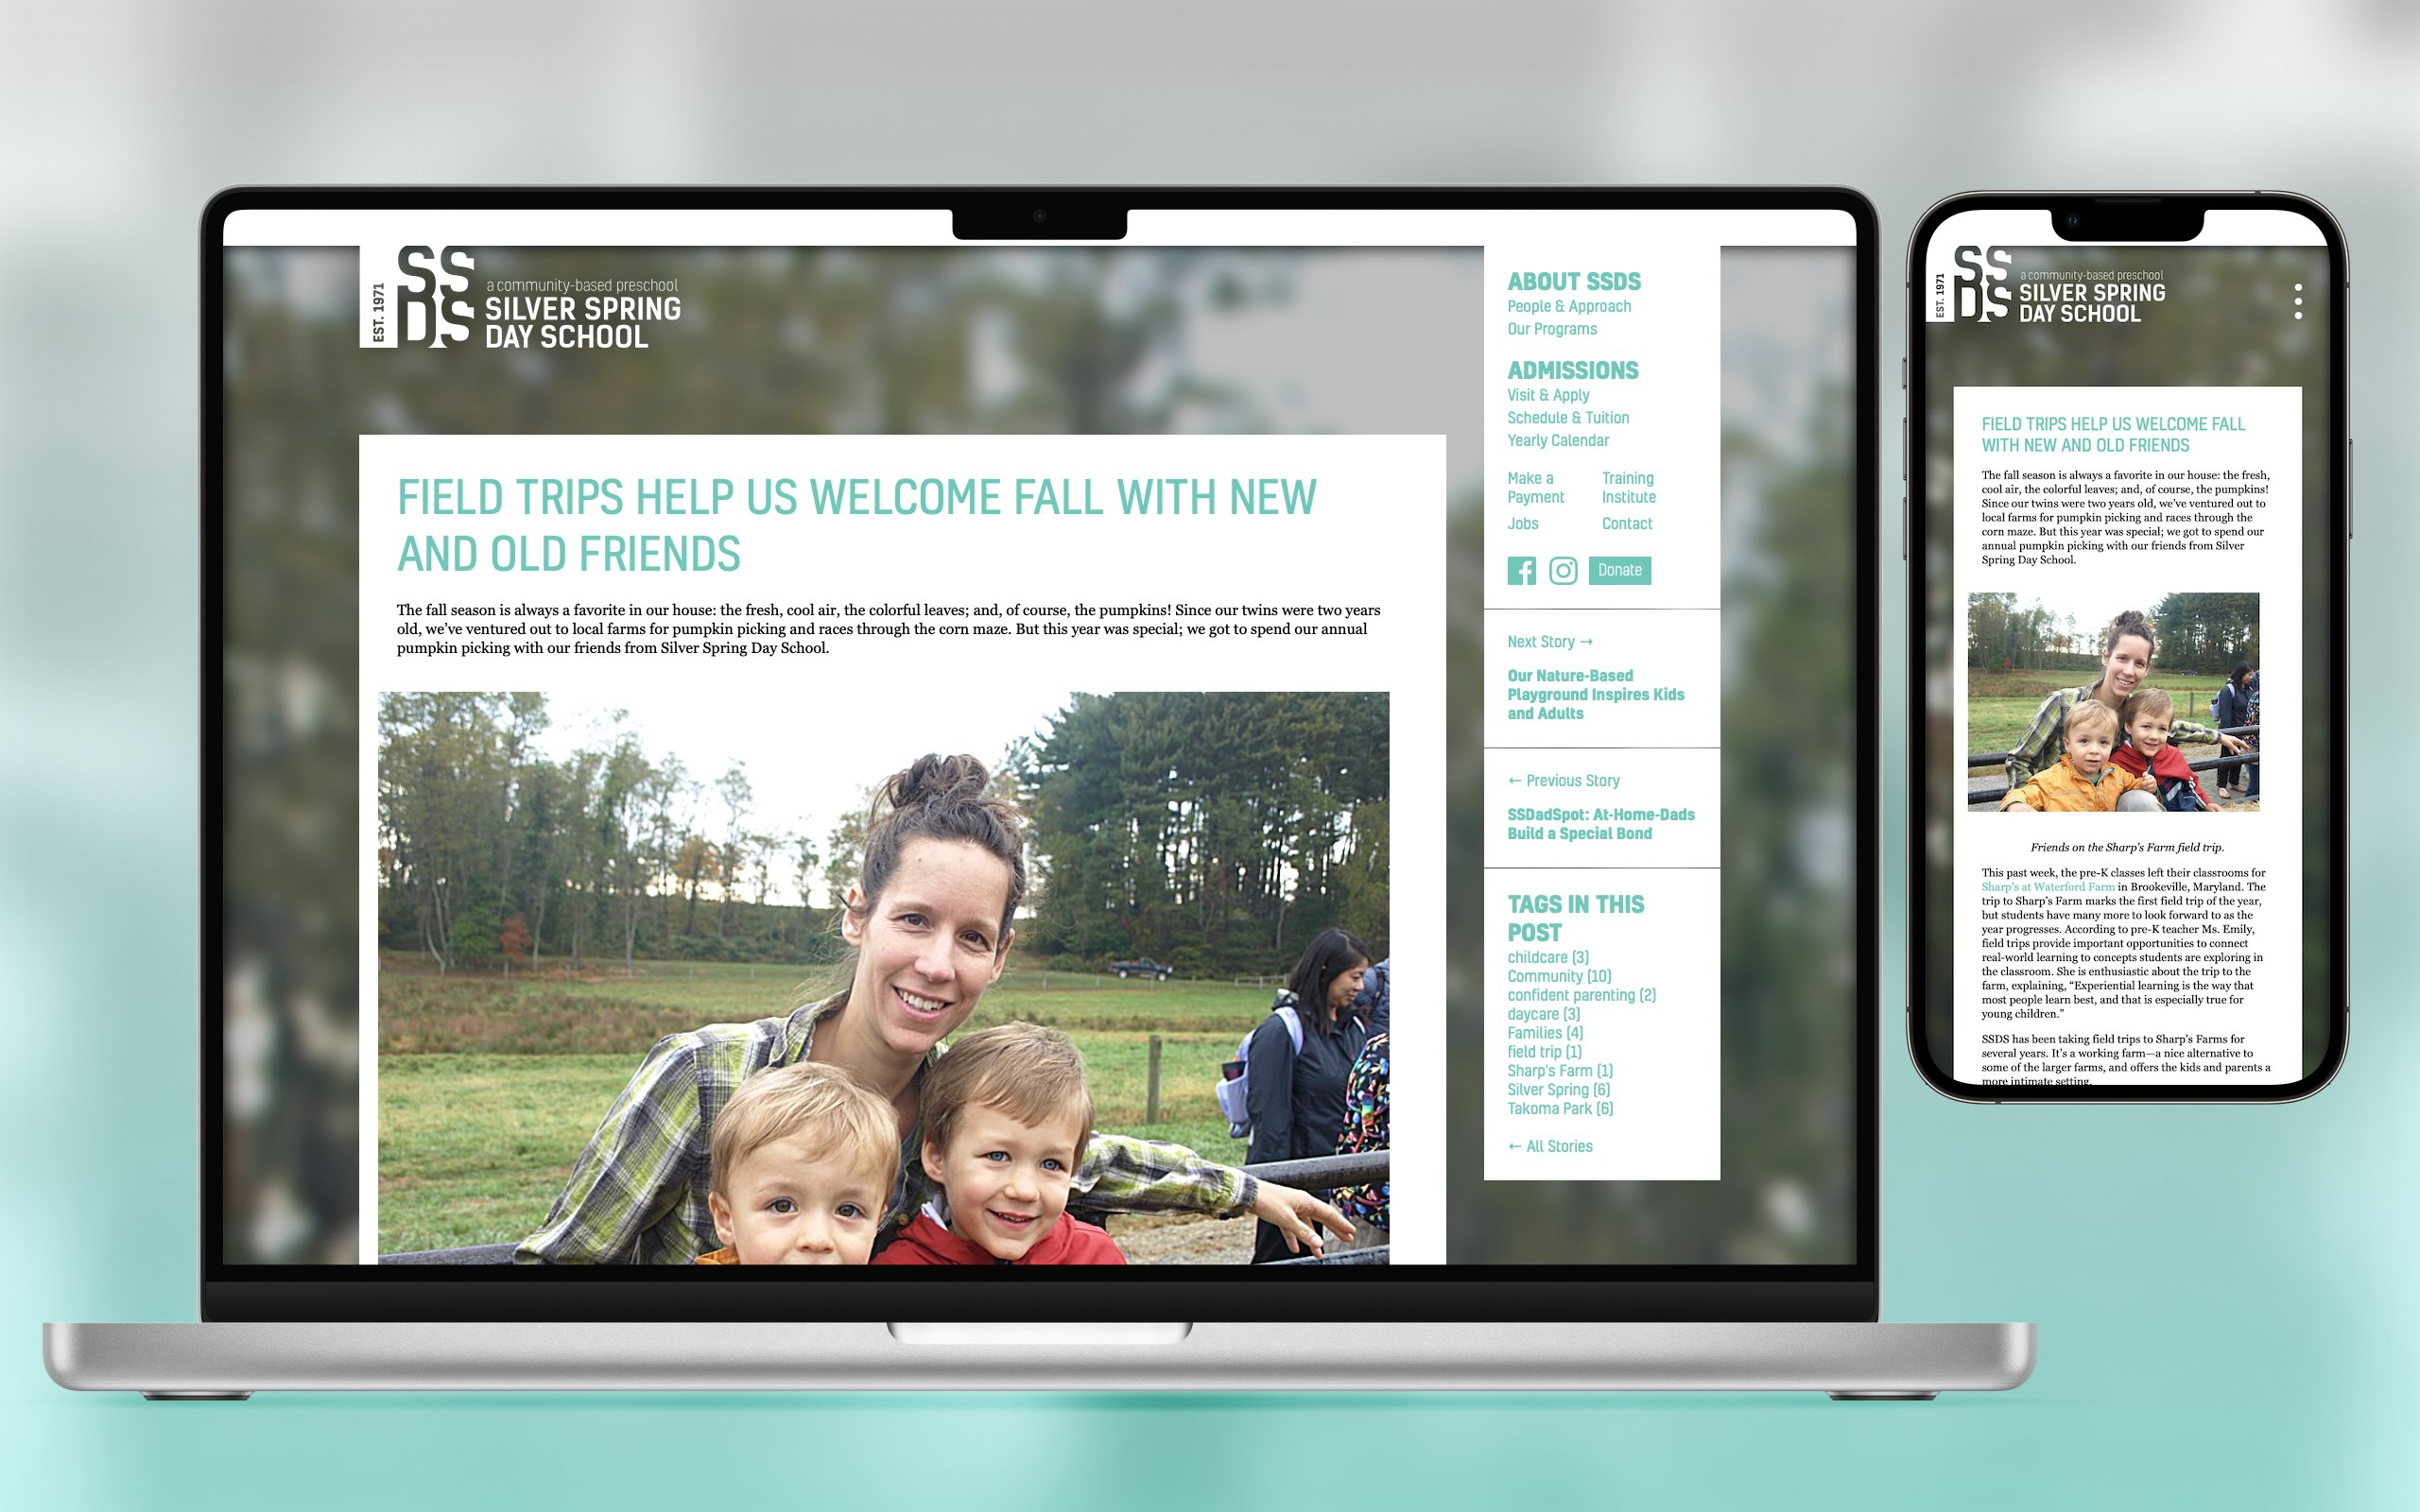 EST. 1971
SSDS
a community-based preschool
SILVER SPRING
DAY SCHOOL
FIELD TRIPS HELP US WELCOME FALL WITH NEW
AND OLD FRIENDS
The fall season is always a favorite in our house: the fresh, cool air, the colorful leaves; and, of course, the pumpkins! Since our twins were two years
old, we’ve ventured out to local farms for pumpkin picking and races through the corn maze. But this year was special; we got to spend our annual
pumpkin picking with our friends from Silver Spring Day School.
ABOUT SSDS
People & Approach
Our Programs
ADMISSIONS
Visit & Apply
Schedule & Tuition
Yearly Calendar
Make a Training
Payment Institute
Jobs Contact
Donate
Next Story →
Our Nature-Based
Playground Inspires Kids
and Adults
← Previous Story
SSDadSpot: At-Home-Dads
Build a Special Bond
TAGS IN THIS
POST
childcare (3)
Community (10)
confident parenting (2)
daycare (3)
Families (4)
field trip (1)
Sharp's Farm (1)
Silver Spring (6)
Takoma Park (6)
← All Stories
EST. 1971
SSDS
a community-based preschool
SILVER SPRING
DAY SCHOOL
FIELD TRIPS HELP US WELCOME FALL
WITH NEW AND OLD FRIENDS
The fall season is always a favorite in our house: the fresh,
cool air, the colorful leaves; and, of course, the pumpkins!
Since our twins were two years old, we’ve ventured out to
local farms for pumpkin picking and races through the
corn maze. But this year was special; we got to spend our
annual pumpkin picking with our friends from Silver
Spring Day School.
Friends on the Sharp’s Farm field trip.
This past week, the pre-K classes left their classrooms for
Sharp’s at Waterford Farm in Brookeville, Maryland. The
trip to Sharp’s Farm marks the first field trip of the year,
but students have many more to look forward to as the
year progresses. According to pre-K teacher Ms. Emily,
field trips provide important opportunities to connect
real-world learning to concepts students are exploring in
the classroom. She is enthusiastic about the trip to the
farm, explaining, “Experiential learning is the way that
most people learn best, and that is especially true for
young children.”
SSDS has been taking field trips to Sharp’s Farms for
several years. It’s a working farm—a nice alternative to
some of the larger farms, and offers the kids and parents a
more intimate setting.